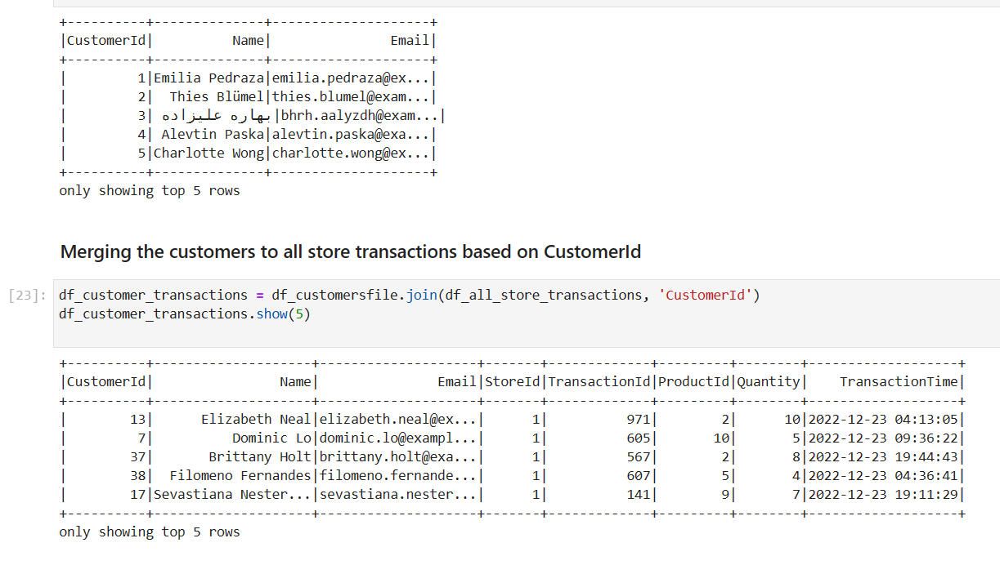 +----------+--------------+--------------------+
|CustomerId|          Name|               Email|
+----------+--------------+--------------------+
|         1|Emilia Pedraza|emilia.pedraza@ex...|
|         2|  Thies Blümel|thies.blumel@exam...|
|         3| بهاره علیزاده|bhrh.aalyzdh@exam...|
|         4| Alevtin Paska|alevtin.paska@exa...|
|         5|Charlotte Wong|charlotte.wong@ex...|
+----------+--------------+--------------------+
only showing top 5 rows
Merging the customers to all store transactions based on CustomerId
[23]: df_customer_transactions = df_customersfile.join(df_all_store_transactions, 'CustomerId')
df_customer_transactions.show(5)
+----------+--------------------+--------------------+-------+-------------+---------+--------+-------------------+
|CustomerId|                Name|               Email|StoreId|TransactionId|ProductId|Quantity|    TransactionTime|
+----------+--------------------+--------------------+-------+-------------+---------+--------+-------------------+
|        13|      Elizabeth Neal|elizabeth.neal@ex...|      1|          971|        2|      10|2022-12-23 04:13:05|
|         7|          Dominic Lo|dominic.lo@exampl...|      1|          605|       10|       5|2022-12-23 09:36:22|
|        37|       Brittany Holt|brittany.holt@exa...|      1|          567|        2|       8|2022-12-23 19:44:43|
|        38|  Filomeno Fernandes|filomeno.fernande...|      1|          607|        5|       4|2022-12-23 04:36:41|
|        17|Sevastiana Nester...|sevastiana.nester...|      1|          141|        9|       7|2022-12-23 19:11:29|
+----------+--------------------+--------------------+-------+-------------+---------+--------+-------------------+
only showing top 5 rows